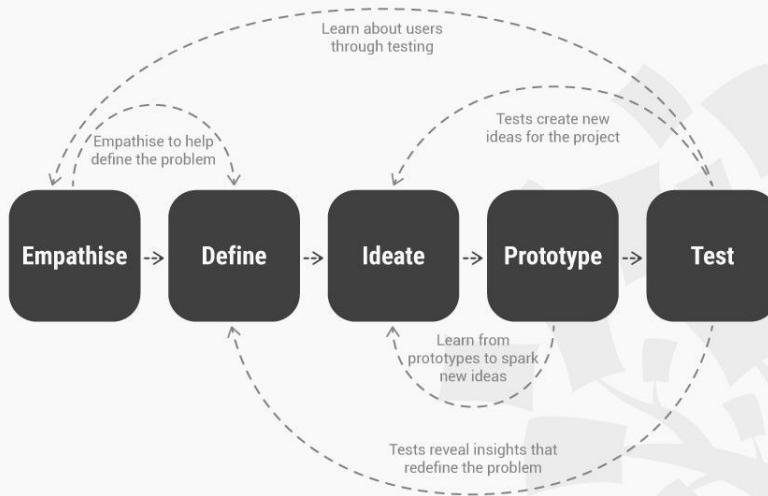 Learn about users
through testing
Tests create new
ideas for the project
Empathise to help
define the problem
Empathise
Define
Ideate
Prototype
Test
Learn from
prototypes to spark
new ideas
Tests reveal insights that
redefine the problem